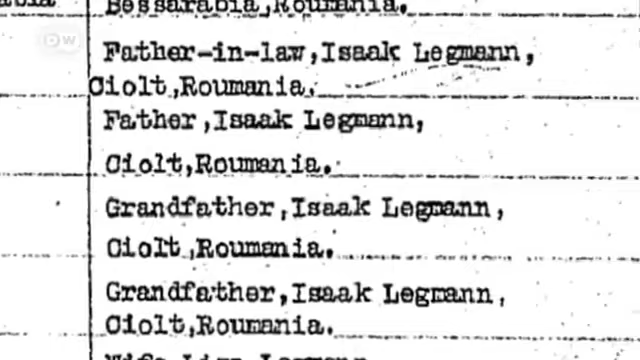 Bessarabia,Roumania.
DW
Father-in-law,Isaak Legmann,
Ciolt,Roumania.
Father,Isaak Legmann,
Ciolt,Roumania.
Grandfather,Isaak Legmann,
Ciolt,Roumania.
Grandfather,Isaak Legmann,
Ciolt,Roumania.